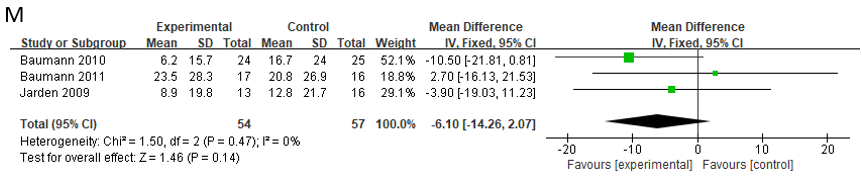 M
Experimental Control Mean Difference Mean Difference
Study or Subgroup Mean SD Total Mean SD Total Weight IV, Fixed, 95% CI IV, Fixed, 95% CI
Baumann 2010 6.2 15.7 24 16.7 24 25 52.1% -10.50 [-21.81, 0.81]
Baumann 2011 23.5 28.3 17 20.8 26.9 16 18.8% 2.70 [-16.13, 21.53]
Jarden 2009 8.9 19.8 13 12.8 21.7 16 29.1% -3.90 [-19.03, 11.23]
Total (95% CI) 54 57 100.0% -6.10 [-14.26, 2.07]
Heterogeneity: Chi² = 1.50, df = 2 (P = 0.47); I² = 0%
Test for overall effect: Z = 1.46 (P = 0.14)
-20 -10 0 10 20
Favours [experimental] Favours [control]